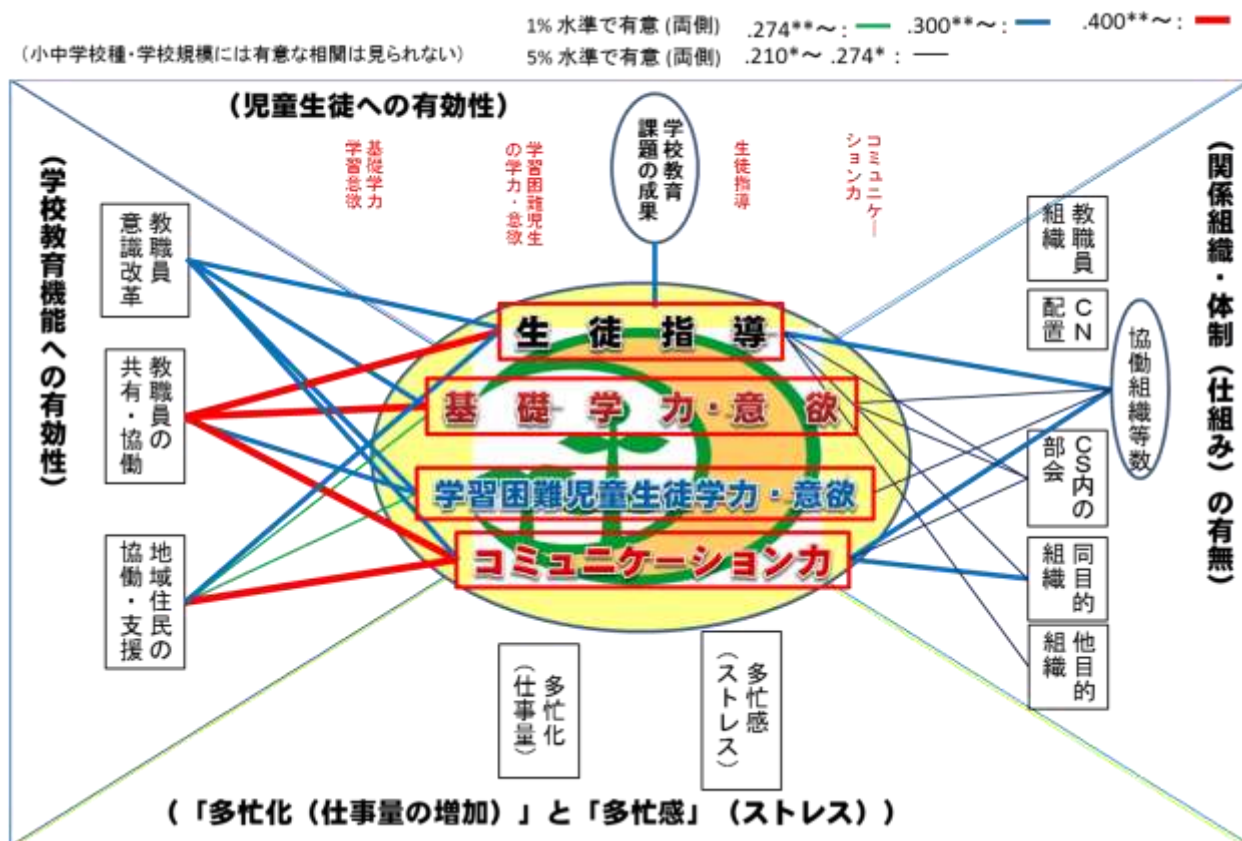 1% 水準で有意 (両側) .274**～: .300**～: .400**～:
(小中学校種・学校規模には有意な相関は見られない) 5% 水準で有意 (両側) .210*～ .274* :
(児童生徒への有効性)
(学校教育機能への有効性)
基礎学力
学習意欲
学習困難児童生
の学力・意欲
学校教育
課題の成果
生徒指導
コミュニケー
ションカ
(関係組織・体制(仕組み)の有無)
教職員
意識改革
教職員の
共有・協働
地域住民の
協働・支援
生 徒 指 導
基 礎 学 力・意 欲
学習困難児童生徒学力・意欲
コミュニケーション力
教職員
組織
CN
配置
協働組織等数
CS内の
部会
同目的
組織
他目的
組織
多忙化
(仕事量)
多忙感
(ストレス)
(「多忙化(仕事量の増加)」と「多忙感」(ストレス))